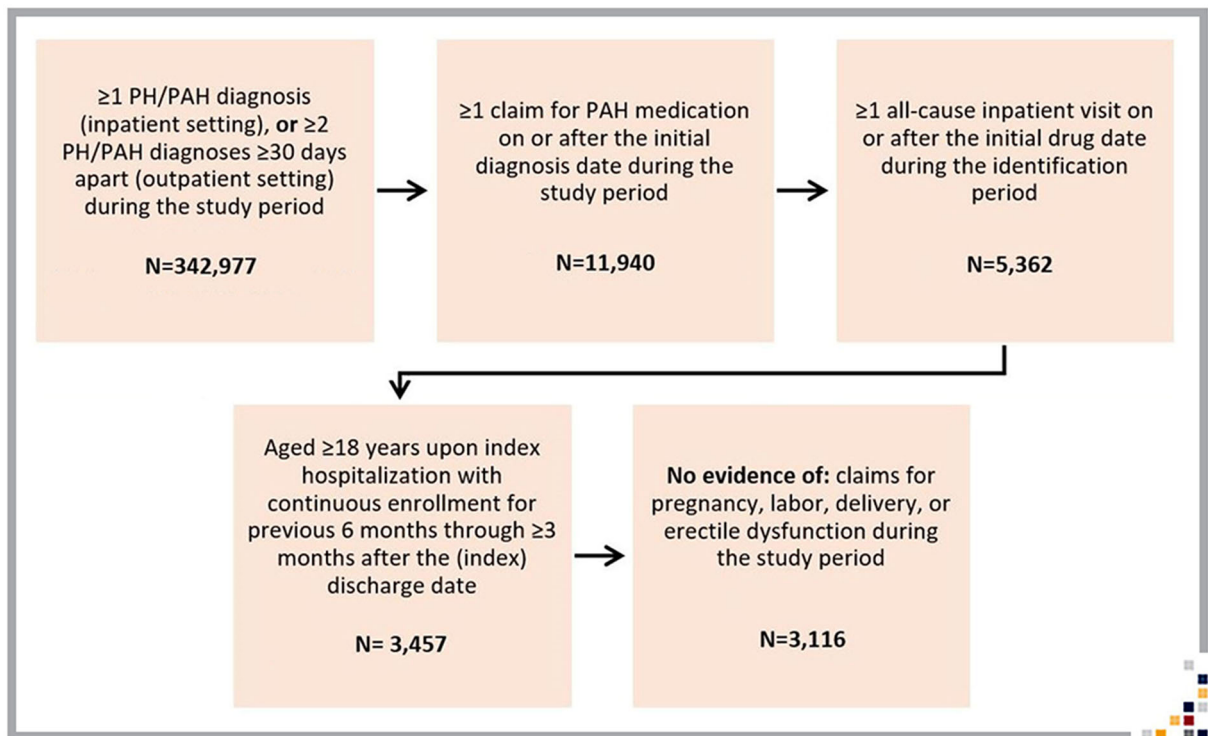 ≥1 PH/PAH diagnosis
(inpatient setting), or ≥2
PH/PAH diagnoses ≥30 days
apart (outpatient setting)
during the study period
N=342,977
≥1 claim for PAH medication
on or after the initial
diagnosis date during the
study period
N=11,940
≥1 all-cause inpatient visit on
or after the initial drug date
during the identification
period
N=5,362
Aged ≥18 years upon index
hospitalization with
continuous enrollment for
previous 6 months through ≥3
months after the (index)
discharge date
N= 3,457
No evidence of: claims for
pregnancy, labor, delivery, or
erectile dysfunction during
the study period
N=3,116